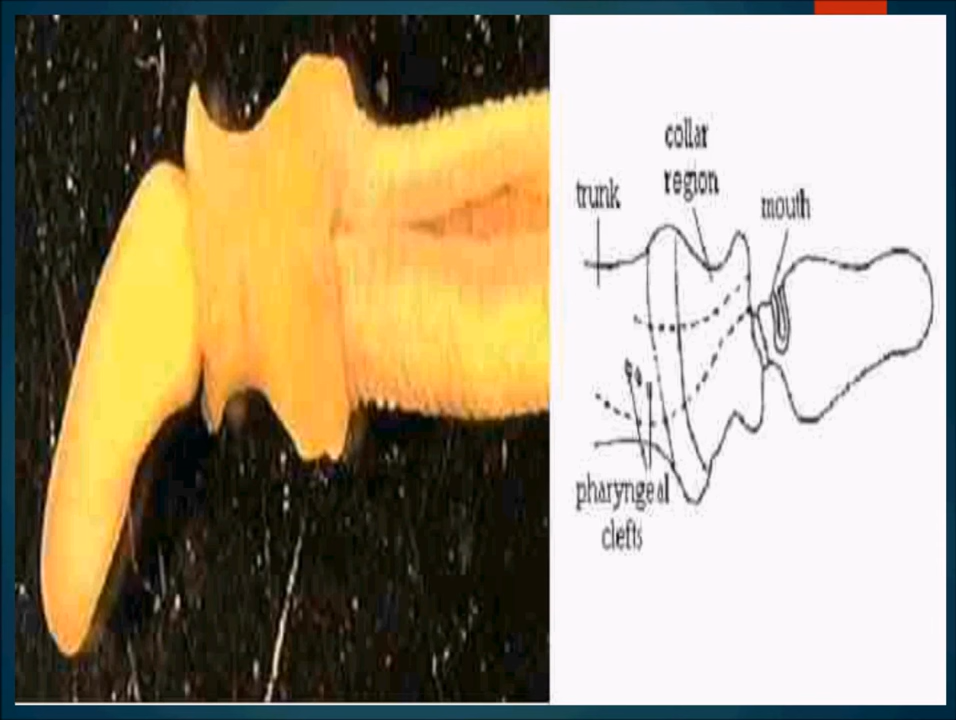 collar
region
trunk
mouth
pharyngeal
clefts